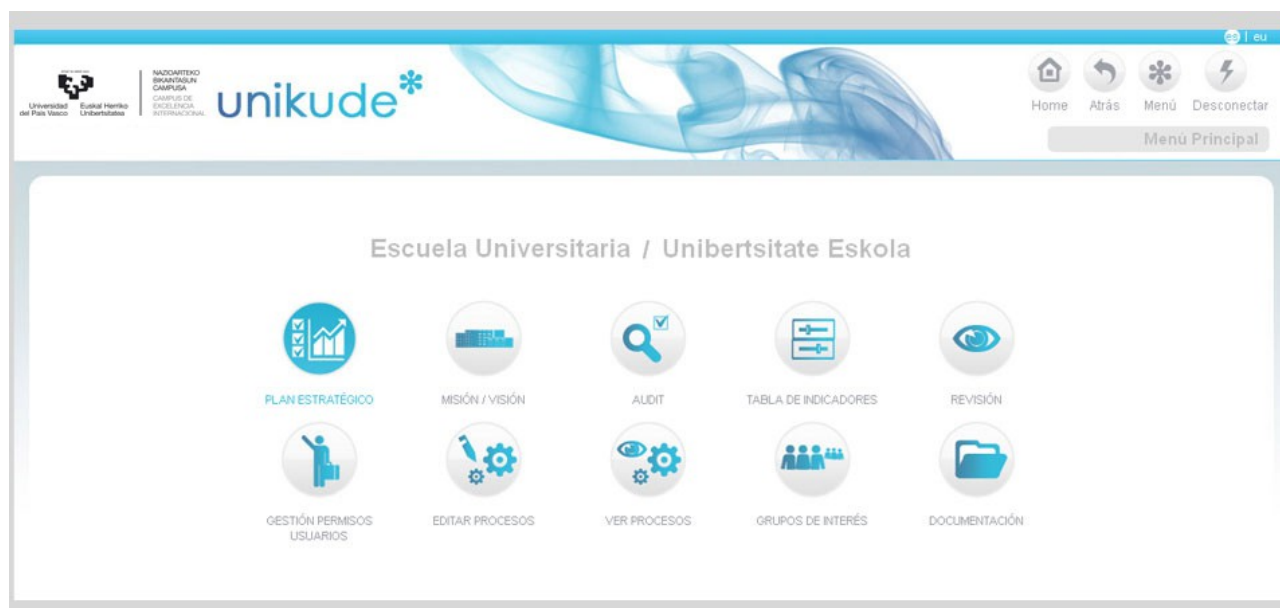 es | eu
Universidad del País Vasco
Euskal Herriko Unibertsitatea
NAZIOARTEKO
BIKAINTASUN
CAMPUSA
CAMPUS DE
EXCELENCIA
INTERNACIONAL
unikude*
Home Atrás Menú Desconectar
Menú Principal
Escuela Universitaria / Unibertsitate Eskola
PLAN ESTRATÉGICO MISIÓN / VISIÓN AUDIT TABLA DE INDICADORES REVISIÓN
GESTIÓN PERMISOS USUARIOS EDITAR PROCESOS VER PROCESOS GRUPOS DE INTERÉS DOCUMENTACIÓN